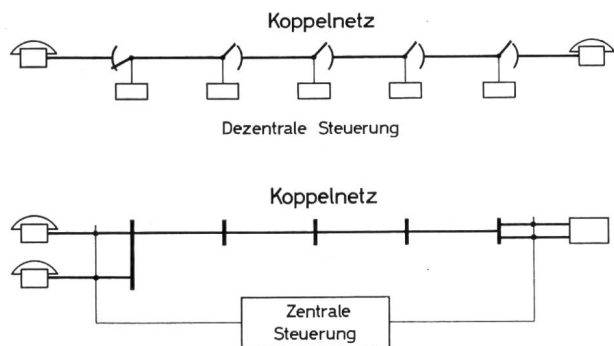 Koppelnetz
Dezentrale Steuerung
Koppelnetz
Zentrale
Steuerung